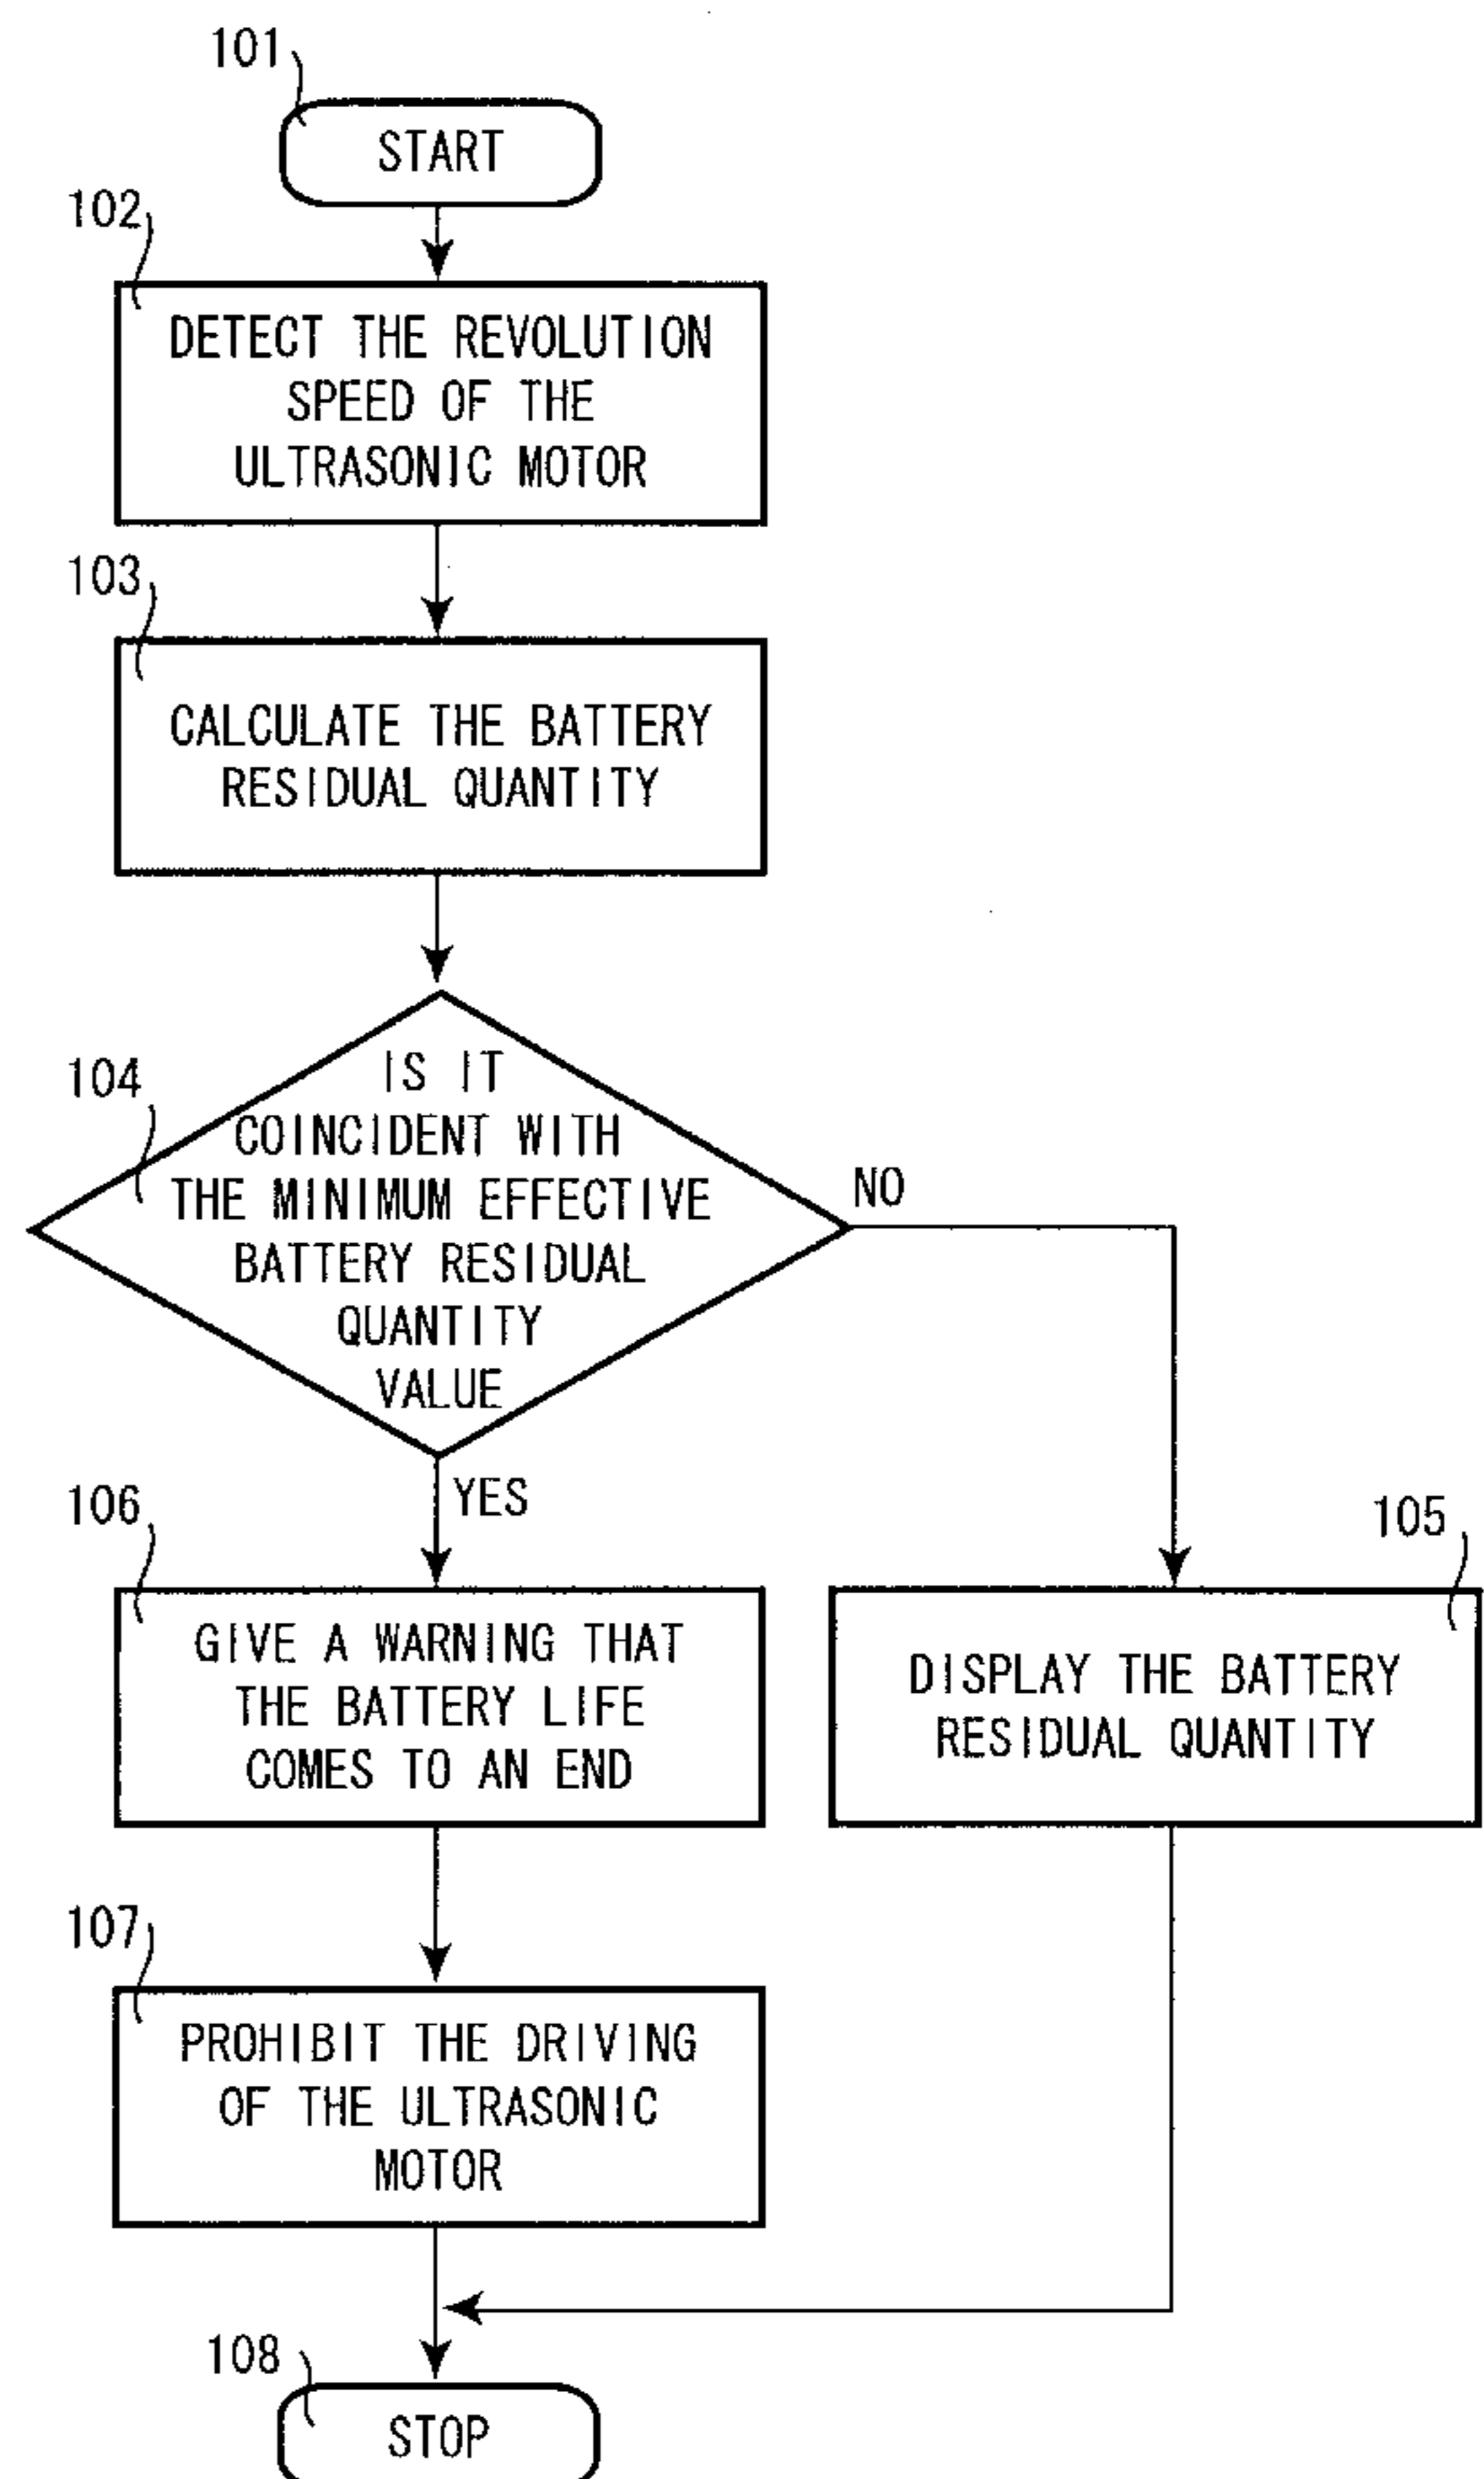 101
START
102
DETECT THE REVOLUTION
SPEED OF THE
ULTRASONIC MOTOR
103
CALCULATE THE BATTERY
RESIDUAL QUANTITY
104
IS IT
COINCIDENT WITH
THE MINIMUM EFFECTIVE
BATTERY RESIDUAL
QUANTITY
VALUE
NO
YES
106
GIVE A WARNING THAT
THE BATTERY LIFE
COMES TO AN END
105
DISPLAY THE BATTERY
RESIDUAL QUANTITY
107
PROHIBIT THE DRIVING
OF THE ULTRASONIC
MOTOR
108
STOP